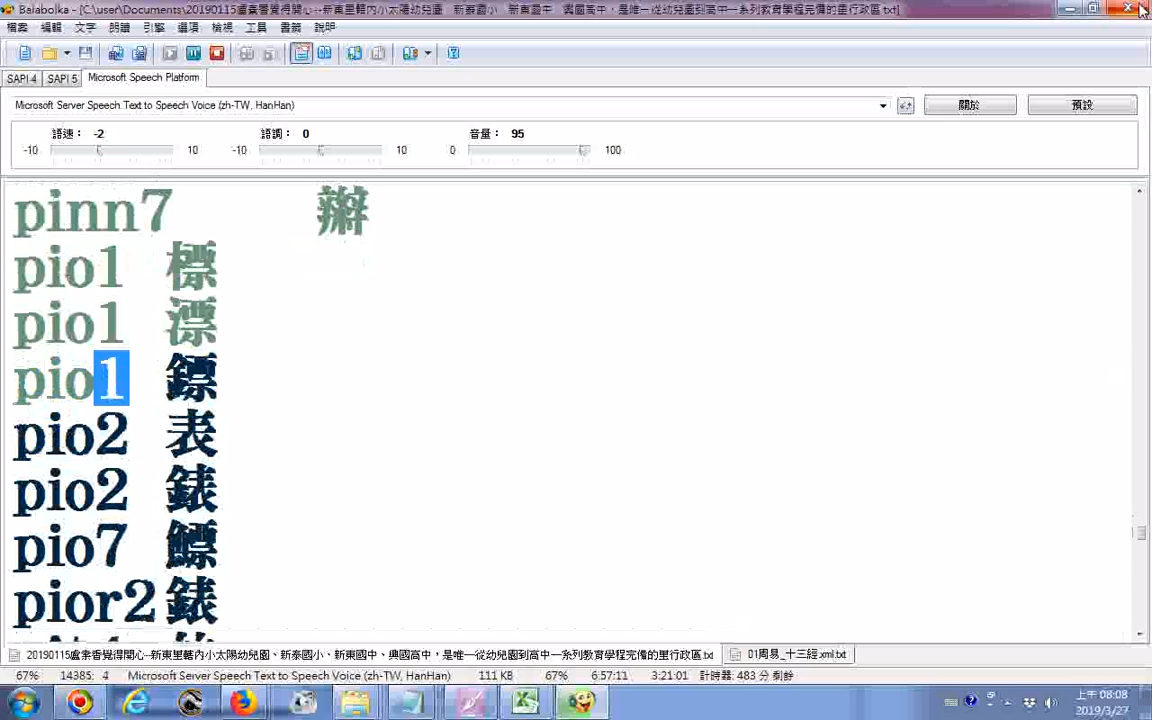 Balabolka - [C:\user\Documents\20190115盧素香覺得開心--新東里轄內小太陽幼兒園、新泰國小、新東國中、興國高中，是唯一從幼兒園到高中一系列教育學程完備的里行政區.txt]
檔案 編輯 文字 朗讀 引擎 選項 檢視 工具 書籤 說明
SAPI 4 SAPI 5 Microsoft Speech Platform
Microsoft Server Speech Text to Speech Voice (zh-TW, HanHan) 關於 預設
語速： -2 語調： 0 音量： 95
-10 10 -10 10 0 100
pinn7 辮
pio1 標
pio1 漂
pio1 鏢
pio2 表
pio2 錶
pio7 鰾
pior2 錶
20190115盧素香覺得開心--新東里轄內小太陽幼兒園、新泰國小、新東國中、興國高中，是唯一從幼兒園到高中一系列教育學程完備的里行政區.txt 01周易_十三經.xml.txt
67% 14385: 4 Microsoft Server Speech Text to Speech Voice (zh-TW, HanHan) 111 KB 67% 6:57:11 3:21:01 計時器: 483 分 剩餘
上午 08:08
2019/3/27